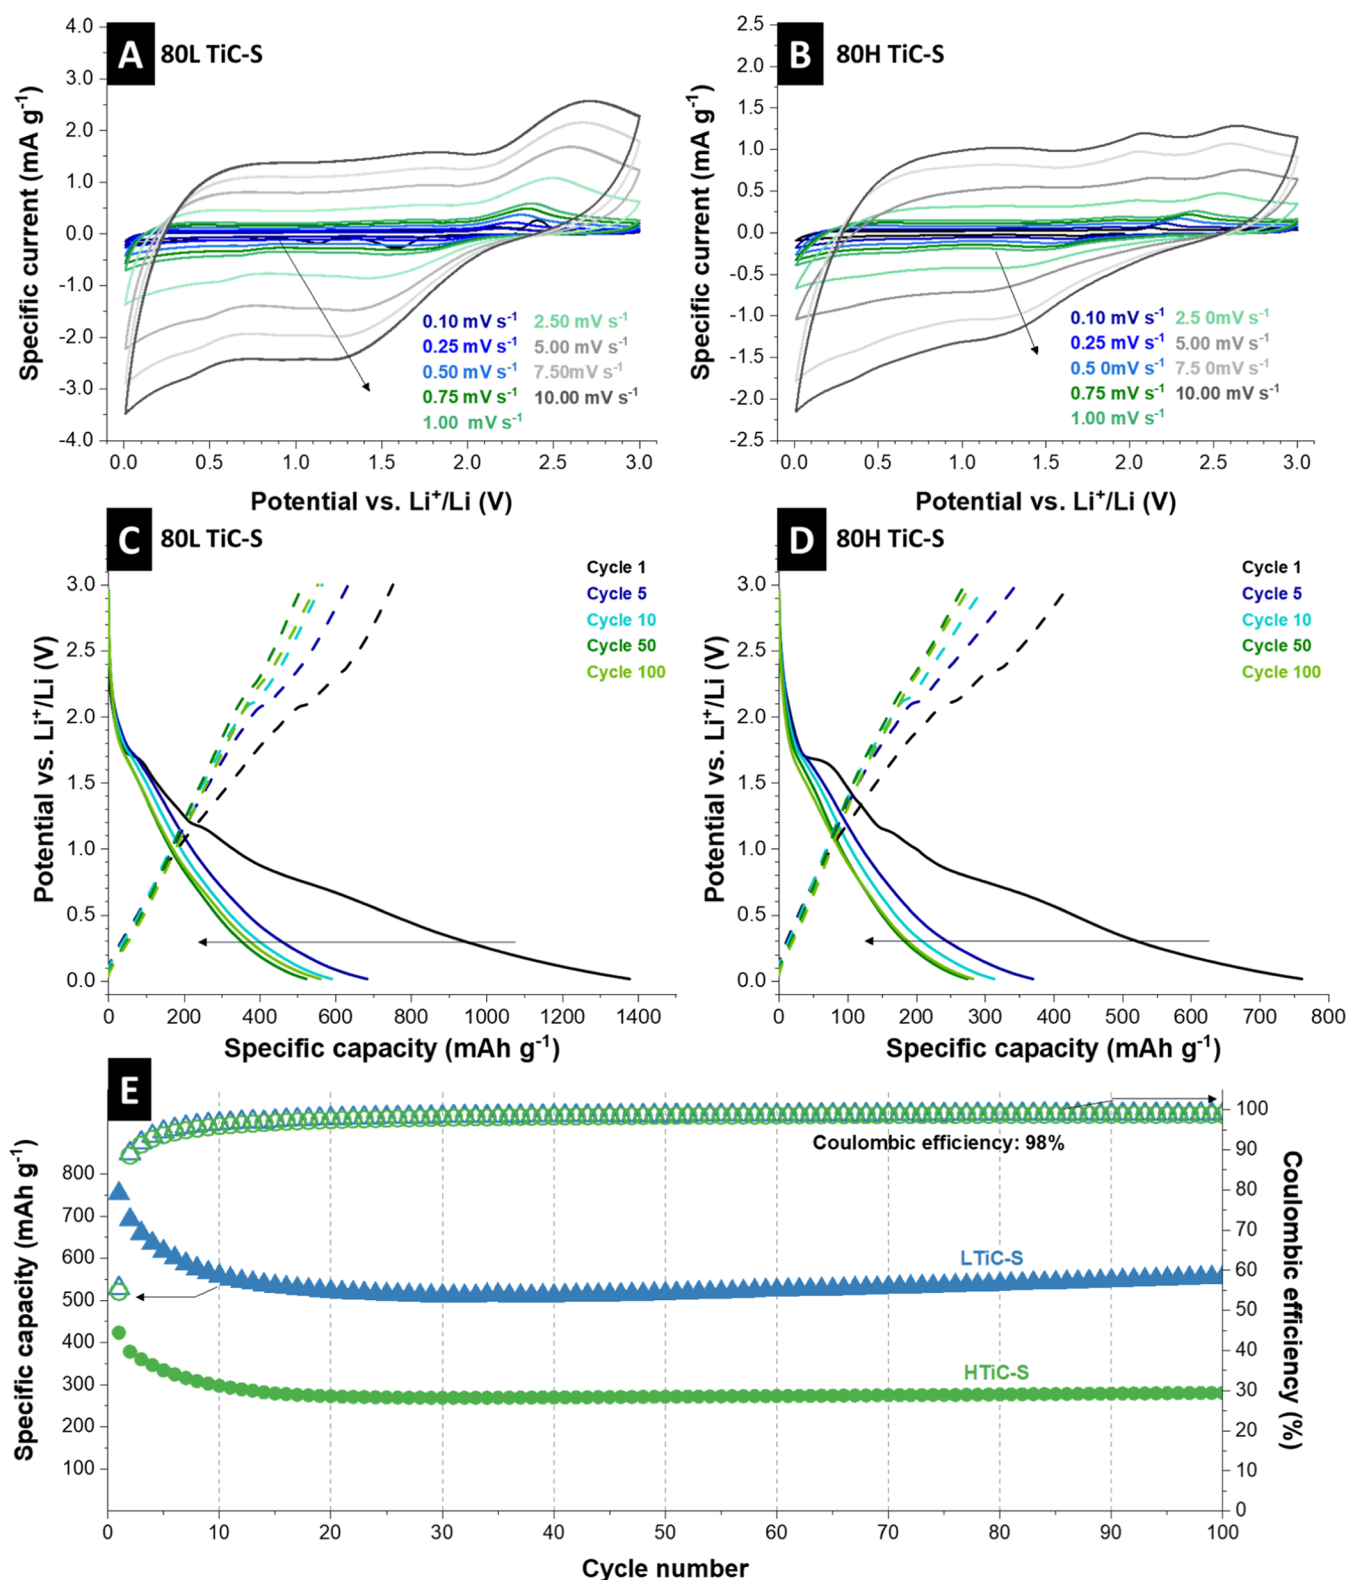 A 80L TiC-S
B 80H TiC-S
4.0
3.0
2.0
1.0
0.0
-1.0
-2.0
-3.0
-4.0
Specific current (mA g⁻¹)
0.10 mV s⁻¹ 2.50 mV s⁻¹
0.25 mV s⁻¹ 5.00 mV s⁻¹
0.50 mV s⁻¹ 7.50mV s⁻¹
0.75 mV s⁻¹ 10.00 mV s⁻¹
1.00 mV s⁻¹
0.0 0.5 1.0 1.5 2.0 2.5 3.0
Potential vs. Li⁺/Li (V)
2.5
2.0
1.5
1.0
0.5
0.0
-0.5
-1.0
-1.5
-2.0
-2.5
Specific current (mA g⁻¹)
0.10 mV s⁻¹ 2.5 0mV s⁻¹
0.25 mV s⁻¹ 5.00 mV s⁻¹
0.5 0mV s⁻¹ 7.5 0mV s⁻¹
0.75 mV s⁻¹ 10.00 mV s⁻¹
1.00 mV s⁻¹
0.0 0.5 1.0 1.5 2.0 2.5 3.0
Potential vs. Li⁺/Li (V)
C 80L TiC-S
Cycle 1
Cycle 5
Cycle 10
Cycle 50
Cycle 100
3.0
2.5
2.0
1.5
1.0
0.5
0.0
Potential vs. Li⁺/Li (V)
0 200 400 600 800 1000 1200 1400
Specific capacity (mAh g⁻¹)
D 80H TiC-S
Cycle 1
Cycle 5
Cycle 10
Cycle 50
Cycle 100
3.0
2.5
2.0
1.5
1.0
0.5
0.0
Potential vs. Li⁺/Li (V)
0 100 200 300 400 500 600 700 800
Specific capacity (mAh g⁻¹)
E
800
700
600
500
400
300
200
100
Specific capacity (mAh g⁻¹)
Coulombic efficiency: 98%
LTiC-S
HTiC-S
100
90
80
70
60
50
40
30
20
10
0
Coulombic efficiency (%)
0 10 20 30 40 50 60 70 80 90 100
Cycle number